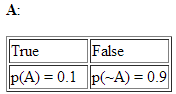 A:
True False
p(A) = 0.1 p(~A) = 0.9